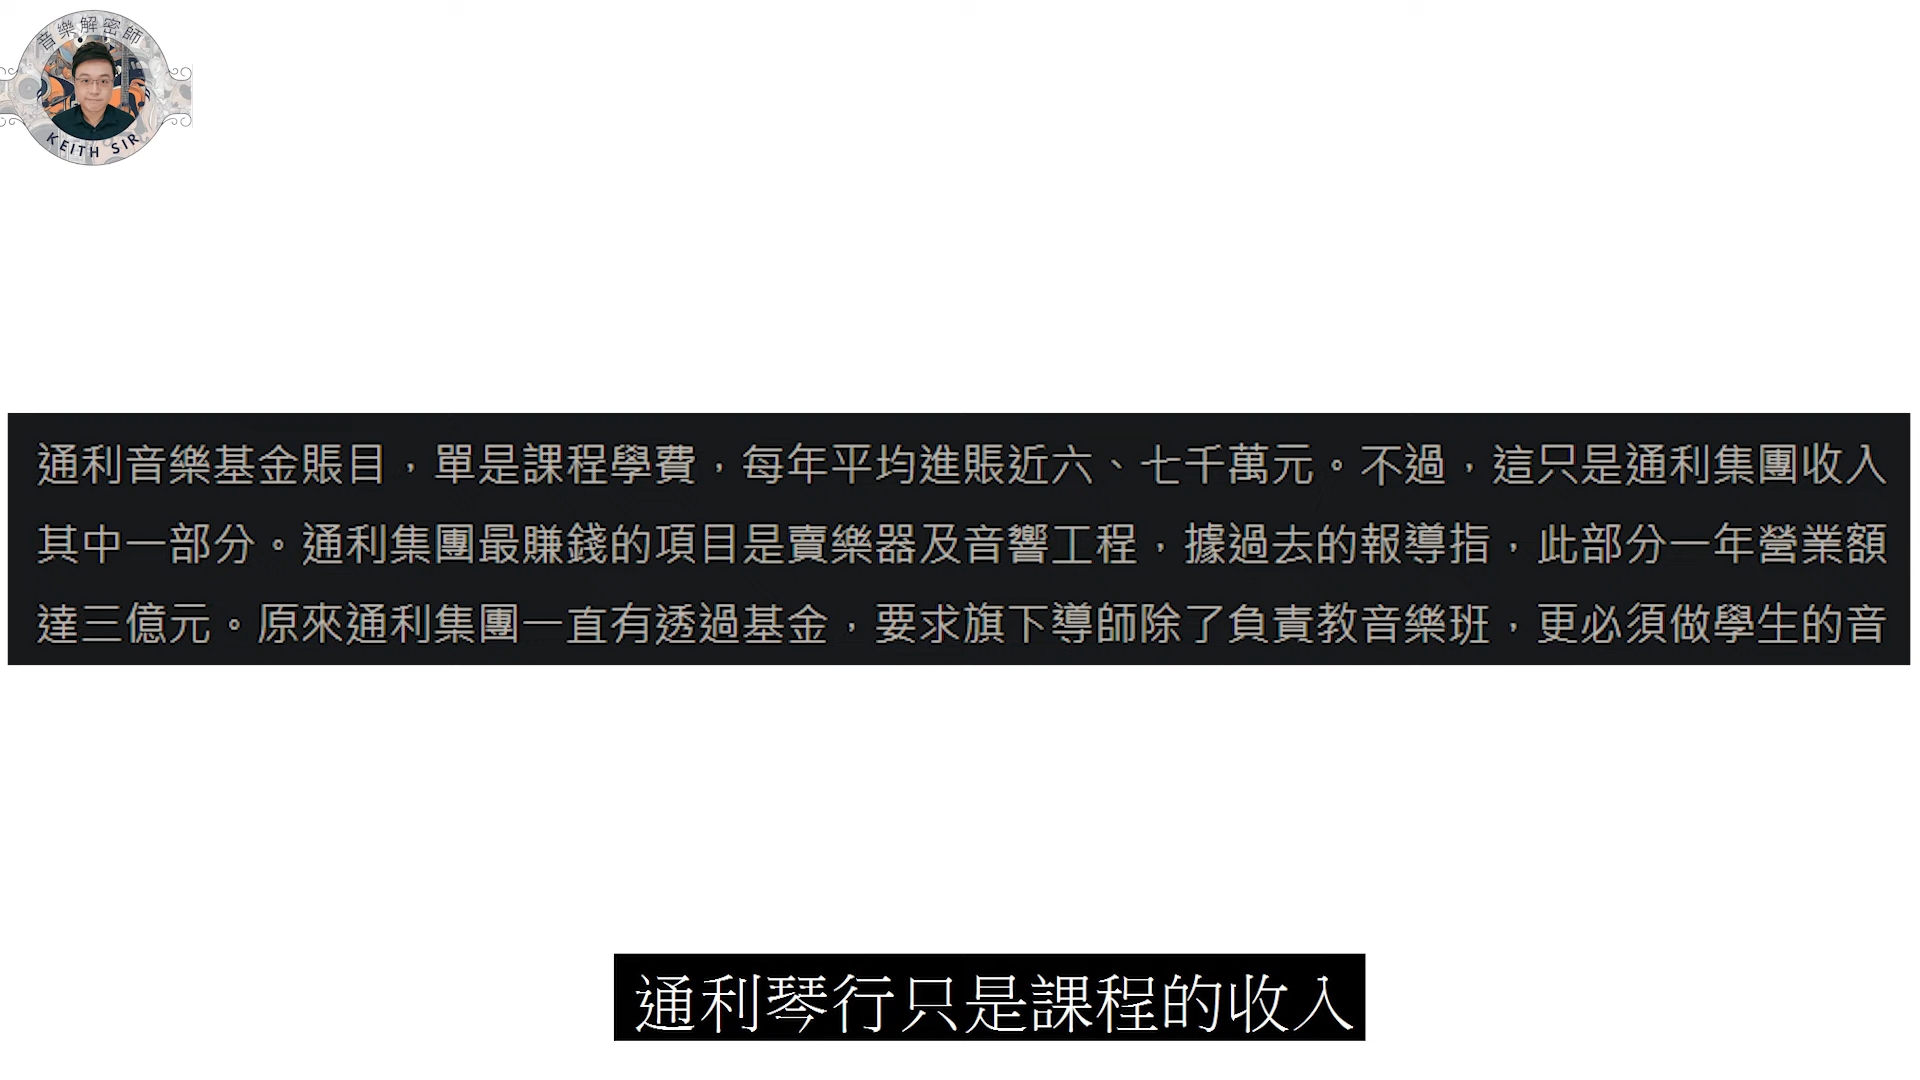 音樂解密師
KEITH SIR
通利音樂基金賬目，單是課程學費，每年平均進賬近六、七千萬元。不過，這只是通利集團收入
其中一部分。通利集團最賺錢的項目是賣樂器及音響工程，據過去的報導指，此部分一年營業額
達三億元。原來通利集團一直有透過基金，要求旗下導師除了負責教音樂班，更必須做學生的音
通利琴行只是課程的收入